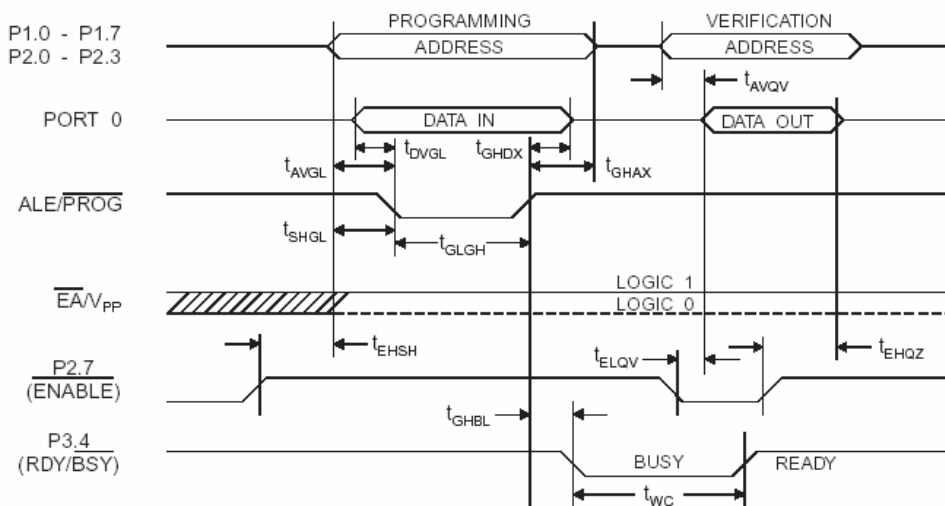 PROGRAMMING VERIFICATION
P1.0 - P1.7
P2.0 - P2.3
ADDRESS ADDRESS
tAVQV
PORT 0
DATA IN DATA OUT
tDVGL tGHDX
tAVGL tGHAX
ALE/PROG
tSHGL tGLGH
LOGIC 1
EA/VPP
LOGIC 0
tEHSH tELQV tEHQZ
P2.7
(ENABLE)
tGHBL
P3.4
(RDY/BSY)
BUSY READY
tWC